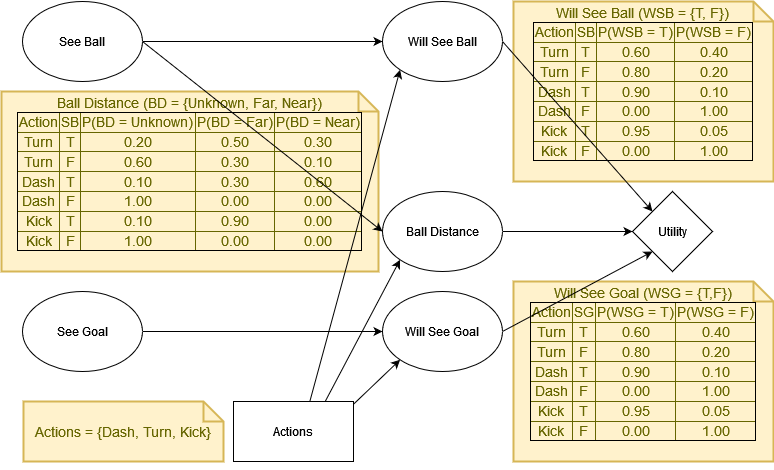 See Ball
Will See Ball
Will See Ball (WSB = {T, F})
Action SB P(WSB = T) P(WSB = F)
Turn T 0.60 0.40
Turn F 0.80 0.20
Dash T 0.90 0.10
Dash F 0.00 1.00
Kick T 0.95 0.05
Kick F 0.00 1.00
Ball Distance (BD = {Unknown, Far, Near})
Action SB P(BD = Unknown) P(BD = Far) P(BD = Near)
Turn T 0.20 0.50 0.30
Turn F 0.60 0.30 0.10
Dash T 0.10 0.30 0.60
Dash F 1.00 0.00 0.00
Kick T 0.10 0.90 0.00
Kick F 1.00 0.00 0.00
Ball Distance
Utility
See Goal
Will See Goal
Will See Goal (WSG = {T,F})
Action SG P(WSG = T) P(WSG = F)
Turn T 0.60 0.40
Turn F 0.80 0.20
Dash T 0.90 0.10
Dash F 0.00 1.00
Kick T 0.95 0.05
Kick F 0.00 1.00
Actions = {Dash, Turn, Kick}
Actions